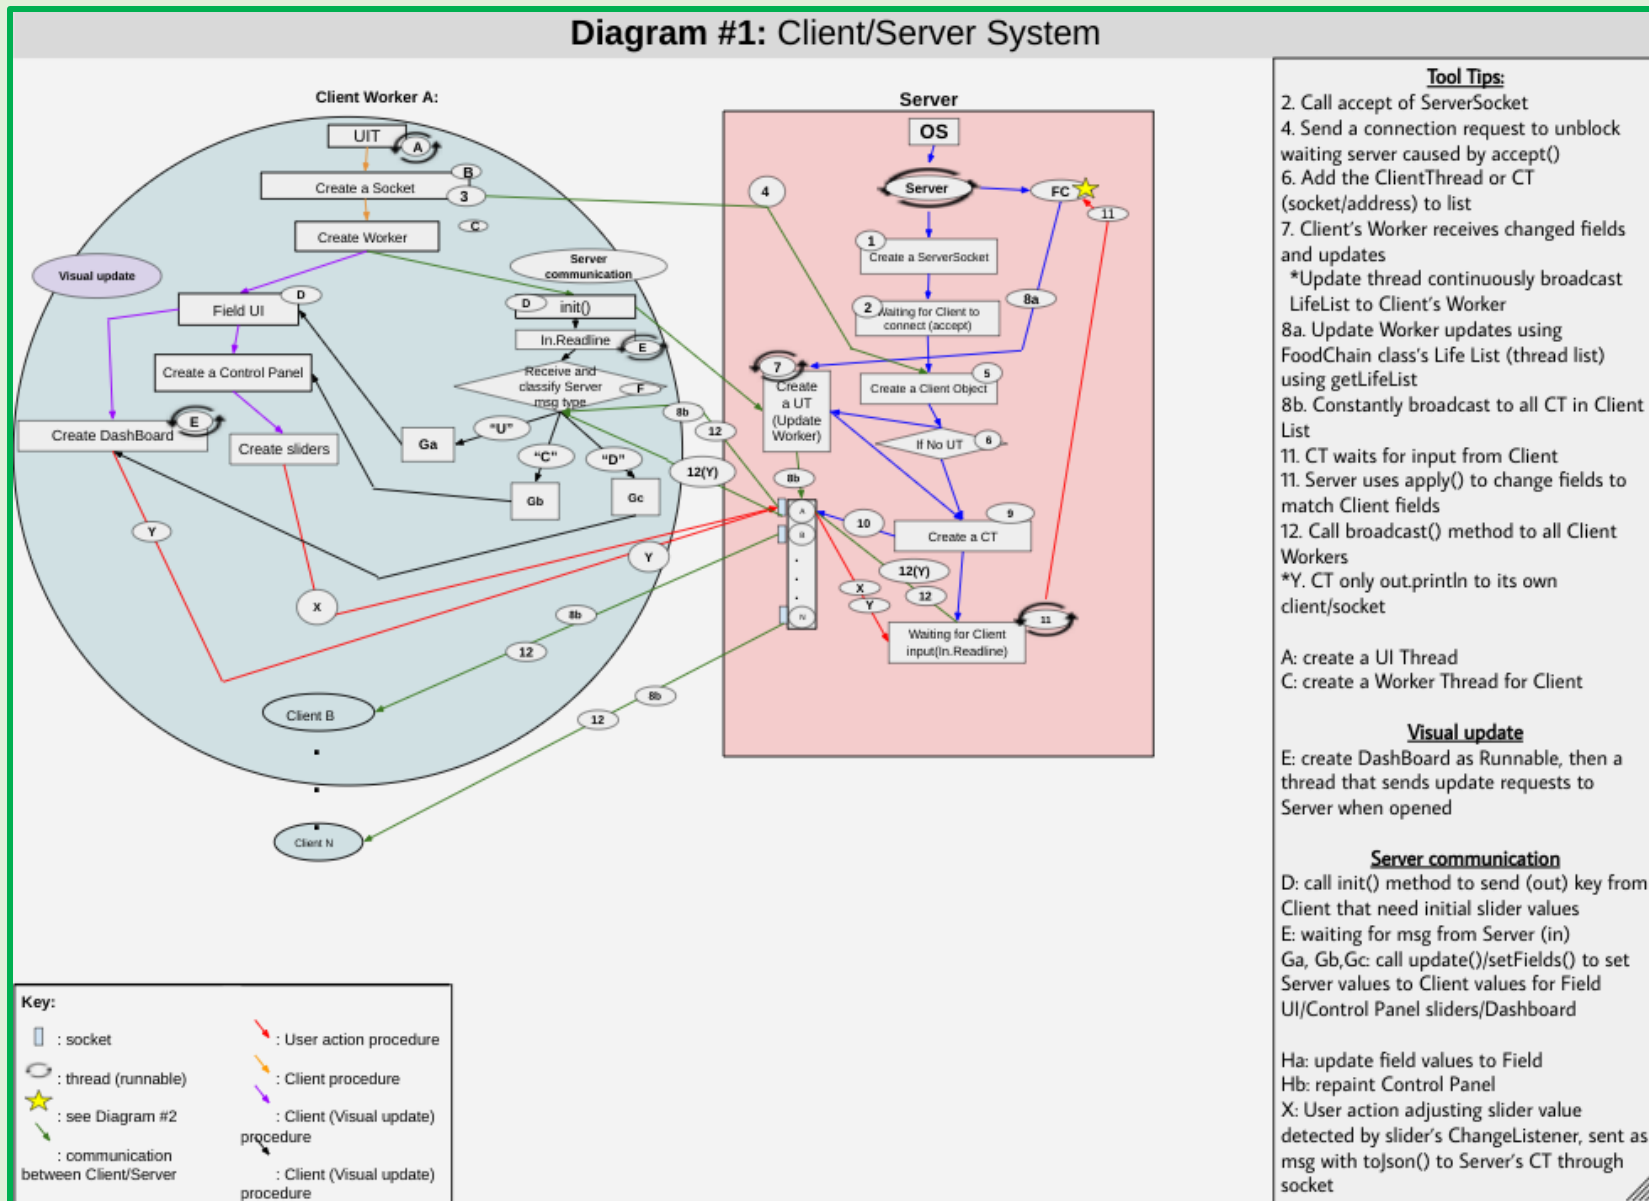 Diagram #1: Client/Server System
Client Worker A:
UIT
A
Create a Socket
B
3
Create Worker
C
Visual update
Server
communication
Field UI
D
D
init()
In.Readline
E
Create a Control Panel
Receive and
classify Server
msg type
F
Create DashBoard
E
Create sliders
Ga
"U"
"C"
"D"
Gb
Gc
8b
12
12(Y)
Y
Y
X
8b
12
Client B
8b
12
Client N
Server
OS
Server
FC
11
4
1
Create a ServerSocket
2
Waiting for Client to
connect (accept)
8a
7
Create
a UT
(Update
Worker)
5
Create a Client Object
If No UT
6
8b
9
Create a CT
10
A
B
.
.
.
N
12(Y)
12
X
Y
Waiting for Client
input(In.Readline)
11
Tool Tips:
2. Call accept of ServerSocket
4. Send a connection request to unblock
waiting server caused by accept()
6. Add the ClientThread or CT
(socket/address) to list
7. Client's Worker receives changed fields
and updates
*Update thread continuously broadcast
LifeList to Client's Worker
8a. Update Worker updates using
FoodChain class's Life List (thread list)
using getLifeList
8b. Constantly broadcast to all CT in Client
List
11. CT waits for input from Client
11. Server uses apply() to change fields to
match Client fields
12. Call broadcast() method to all Client
Workers
*Y. CT only out.println to its own
client/socket
A: create a UI Thread
C: create a Worker Thread for Client
Visual update
E: create DashBoard as Runnable, then a
thread that sends update requests to
Server when opened
Server communication
D: call init() method to send (out) key from
Client that need initial slider values
E: waiting for msg from Server (in)
Ga, Gb,Gc: call update()/setFields() to set
Server values to Client values for Field
UI/Control Panel sliders/Dashboard
Ha: update field values to Field
Hb: repaint Control Panel
X: User action adjusting slider value
detected by slider's ChangeListener, sent as
msg with toJson() to Server's CT through
socket
Key:
: socket
: thread (runnable)
: see Diagram #2
: communication
between Client/Server
: User action procedure
: Client procedure
: Client (Visual update)
procedure
: Client (Visual update)
procedure